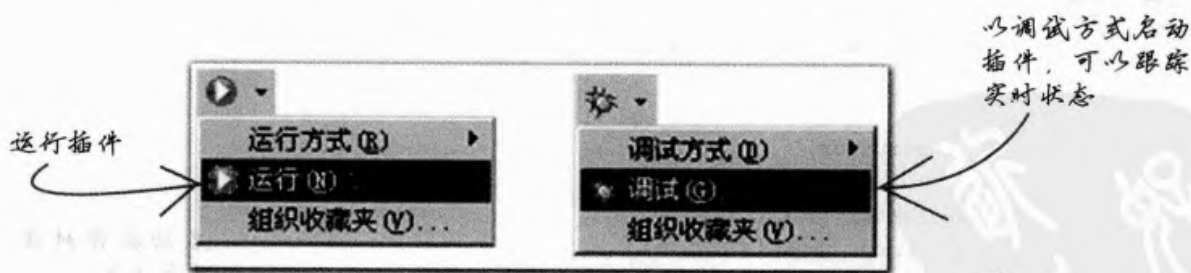 以调试方式启动
插件，可以跟踪
实时状态
运行插件
运行方式(R)
运行(N)
组织收藏夹(V)...
调试方式(D)
调试(G)
组织收藏夹(V)...